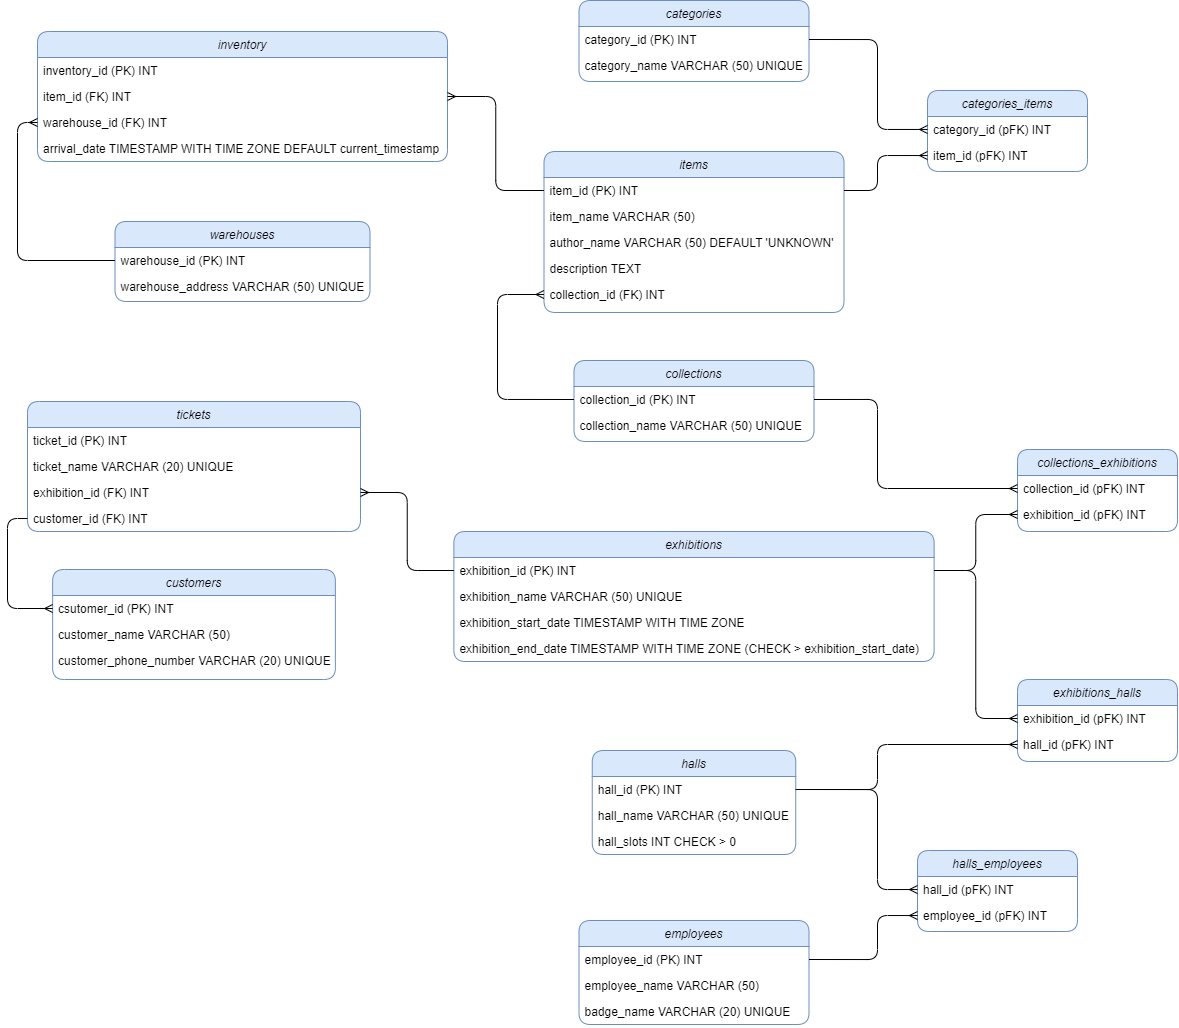 categories
category_id (PK) INT
category_name VARCHAR (50) UNIQUE
inventory
inventory_id (PK) INT
item_id (FK) INT
warehouse_id (FK) INT
arrival_date TIMESTAMP WITH TIME ZONE DEFAULT current_timestamp
categories_items
category_id (pFK) INT
item_id (pFK) INT
items
item_id (PK) INT
item_name VARCHAR (50)
author_name VARCHAR (50) DEFAULT 'UNKNOWN'
description TEXT
collection_id (FK) INT
warehouses
warehouse_id (PK) INT
warehouse_address VARCHAR (50) UNIQUE
collections
collection_id (PK) INT
collection_name VARCHAR (50) UNIQUE
tickets
ticket_id (PK) INT
ticket_name VARCHAR (20) UNIQUE
exhibition_id (FK) INT
customer_id (FK) INT
collections_exhibitions
collection_id (pFK) INT
exhibition_id (pFK) INT
exhibitions
exhibition_id (PK) INT
exhibition_name VARCHAR (50) UNIQUE
exhibition_start_date TIMESTAMP WITH TIME ZONE
exhibition_end_date TIMESTAMP WITH TIME ZONE (CHECK > exhibition_start_date)
customers
csutomer_id (PK) INT
customer_name VARCHAR (50)
customer_phone_number VARCHAR (20) UNIQUE
exhibitions_halls
exhibition_id (pFK) INT
hall_id (pFK) INT
halls
hall_id (PK) INT
hall_name VARCHAR (50) UNIQUE
hall_slots INT CHECK > 0
halls_employees
hall_id (pFK) INT
employee_id (pFK) INT
employees
employee_id (PK) INT
employee_name VARCHAR (50)
badge_name VARCHAR (20) UNIQUE